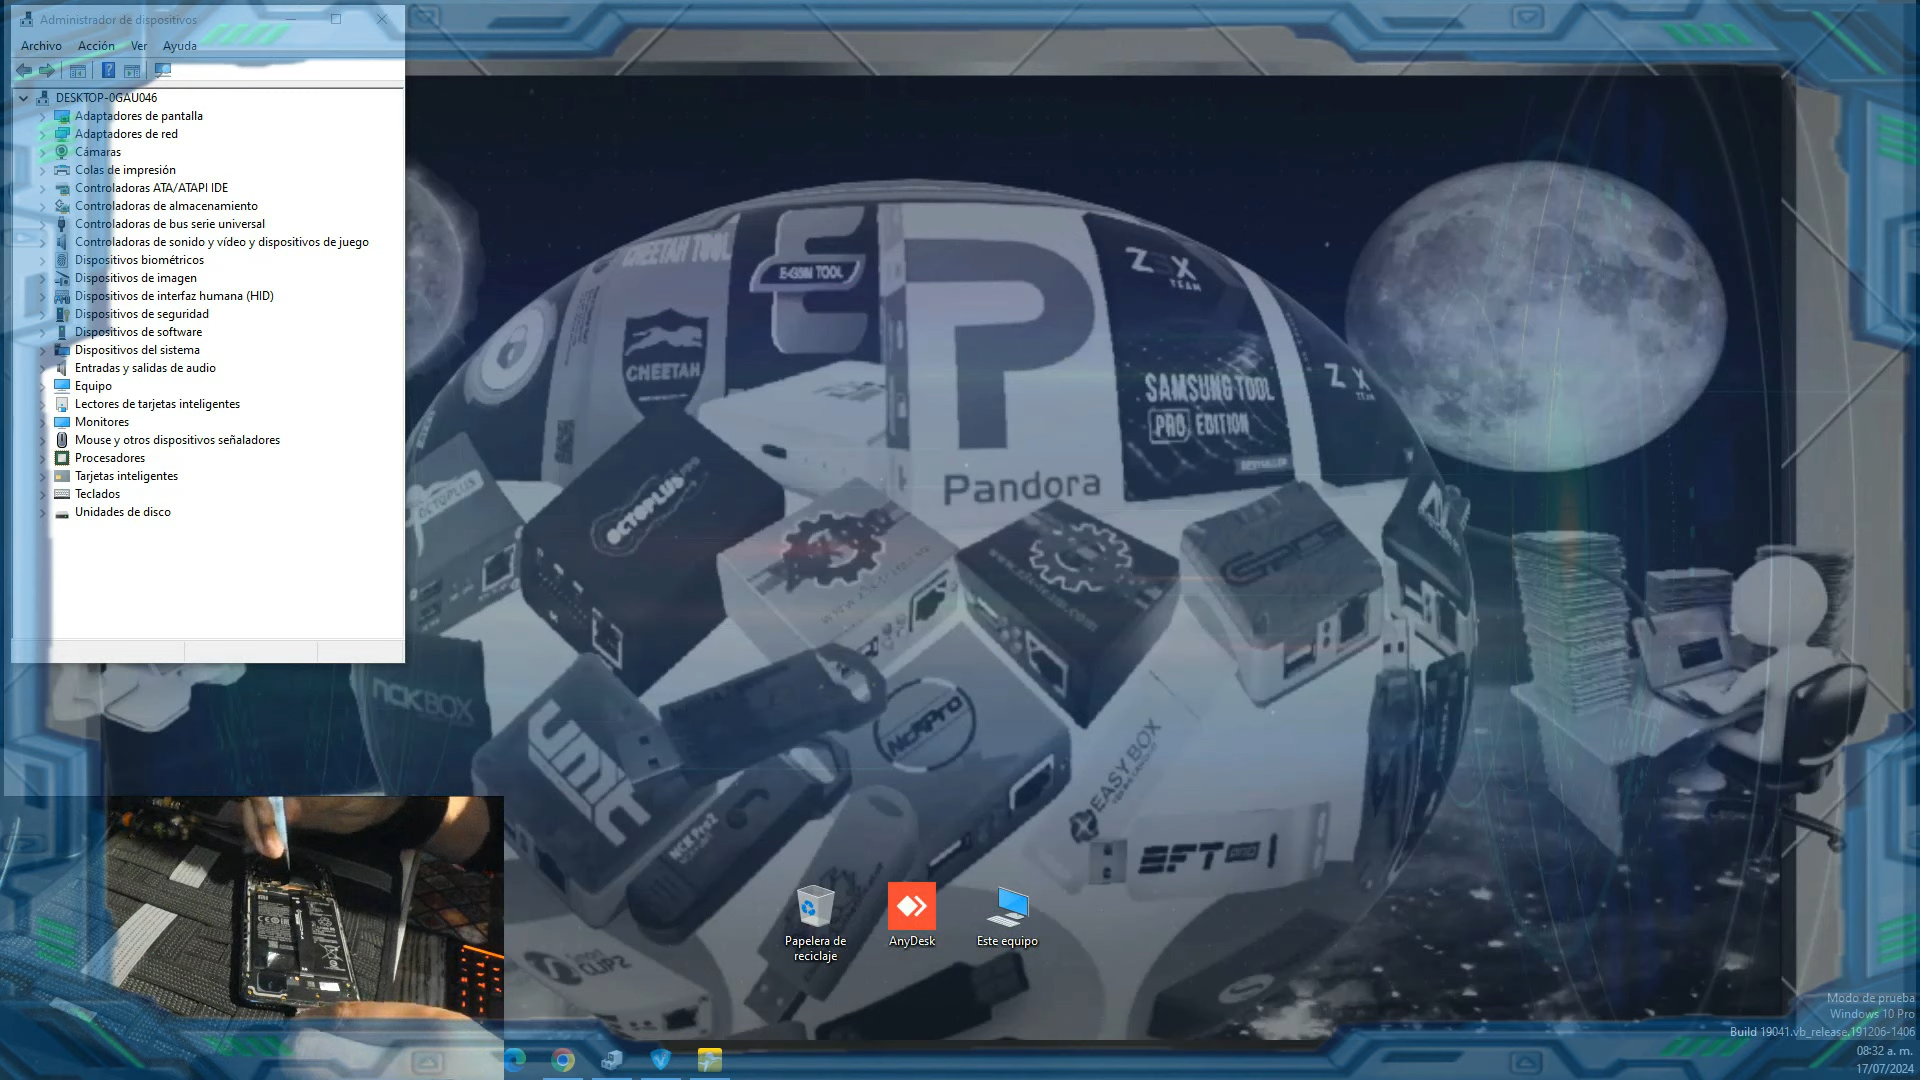 Administrador de dispositivos
Archivo Acción Ver Ayuda
DESKTOP-0GAU046
Adaptadores de pantalla
Adaptadores de red
Cámaras
Colas de impresión
Controladoras ATA/ATAPI IDE
Controladoras de almacenamiento
Controladoras de bus serie universal
Controladoras de sonido y vídeo y dispositivos de juego
Dispositivos biométricos
Dispositivos de imagen
Dispositivos de interfaz humana (HID)
Dispositivos de seguridad
Dispositivos de software
Dispositivos del sistema
Entradas y salidas de audio
Equipo
Lectores de tarjetas inteligentes
Monitores
Mouse y otros dispositivos señaladores
Procesadores
Tarjetas inteligentes
Teclados
Unidades de disco
CHEETAH TOOL
E-GSM TOOL
CHEETAH
Pandora
Z3X
TEAM
SAMSUNG TOOL
PRO EDITION
BESTSELLER
Z X
TEAM
OCTOPLUS
OCTOPLUS PRO
NCKBOX
UMT
NckPro
NCK Pro2
EASY BOX
EFT PRO
Papelera de
reciclaje
AnyDesk
Este equipo
Modo de prueba
Windows 10 Pro
Build 19041.vb_release.191206-1406
08:32 a. m.
17/07/2024